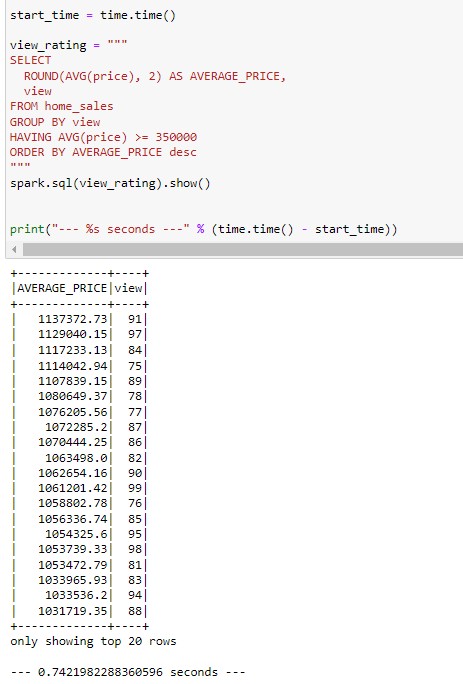 start_time = time.time()
view_rating = """
SELECT
  ROUND(AVG(price), 2) AS AVERAGE_PRICE,
  view
FROM home_sales
GROUP BY view
HAVING AVG(price) >= 350000
ORDER BY AVERAGE_PRICE desc
"""
spark.sql(view_rating).show()
print("--- %s seconds ---" % (time.time() - start_time))
+-------------+----+
|AVERAGE_PRICE|view|
+-------------+----+
|   1137372.73|  91|
|   1129040.15|  97|
|   1117233.13|  84|
|   1114042.94|  75|
|   1107839.15|  89|
|   1080649.37|  78|
|   1076205.56|  77|
|    1072285.2|  87|
|   1070444.25|  86|
|    1063498.0|  82|
|   1062654.16|  90|
|   1061201.42|  99|
|   1058802.78|  76|
|   1056336.74|  85|
|    1054325.6|  95|
|   1053739.33|  98|
|   1053472.79|  81|
|   1033965.93|  83|
|    1033536.2|  94|
|   1031719.35|  88|
+-------------+----+
only showing top 20 rows
--- 0.7421982288360596 seconds ---